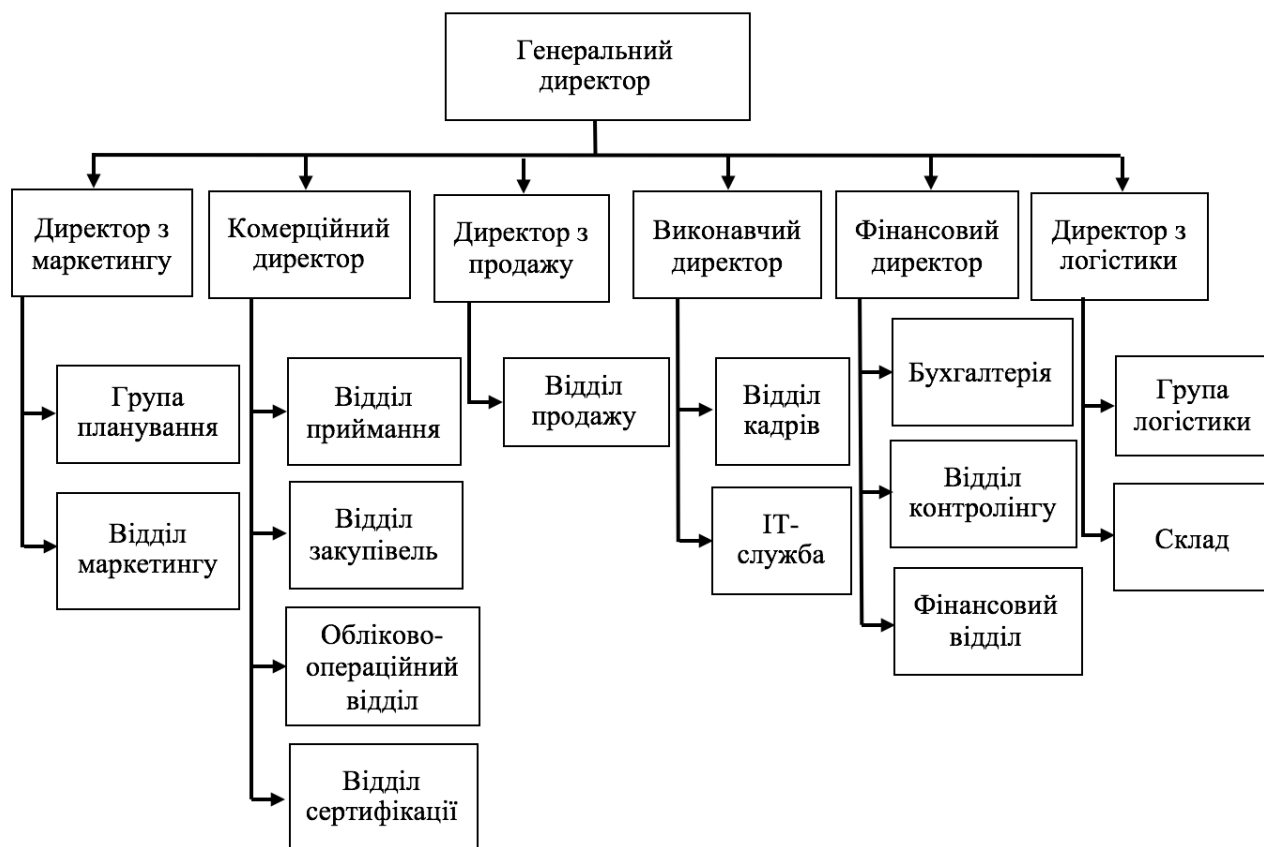 Генеральний
директор
Директор з
маркетингу
Комерційний
директор
Директор з
продажу
Виконавчий
директор
Фінансовий
директор
Директор з
логістики
Група
планування
Відділ
маркетингу
Відділ
приймання
Відділ
закупівель
Обліково-
операційний
відділ
Відділ
сертифікації
Відділ
продажу
Відділ
кадрів
ІТ-
служба
Бухгалтерія
Відділ
контролінгу
Фінансовий
відділ
Група
логістики
Склад